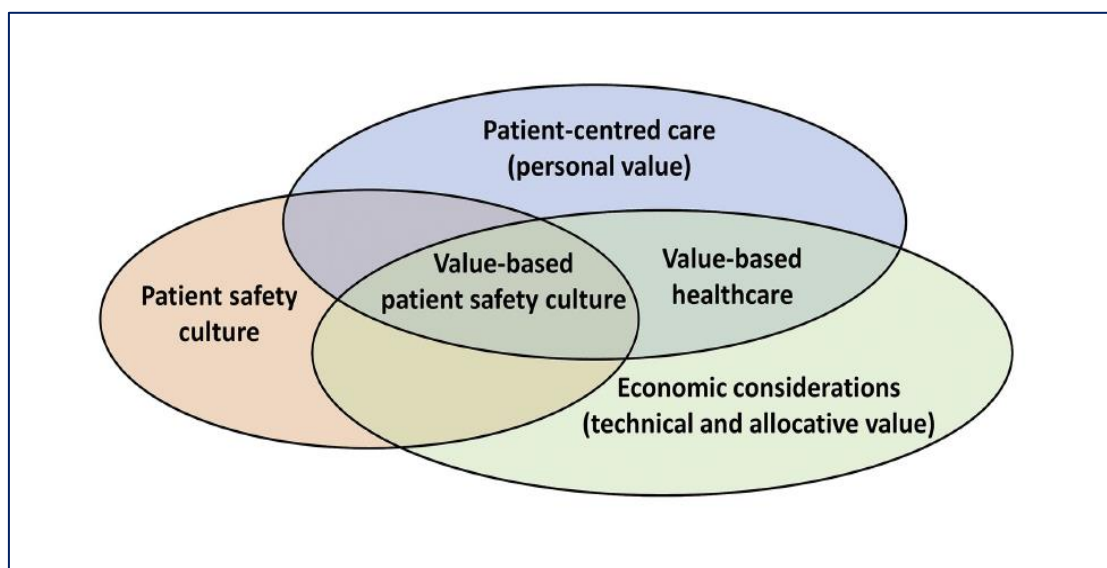 Patient-centred care
(personal value)
Value-based
patient safety culture
Value-based
healthcare
Patient safety
culture
Economic considerations
(technical and allocative value)